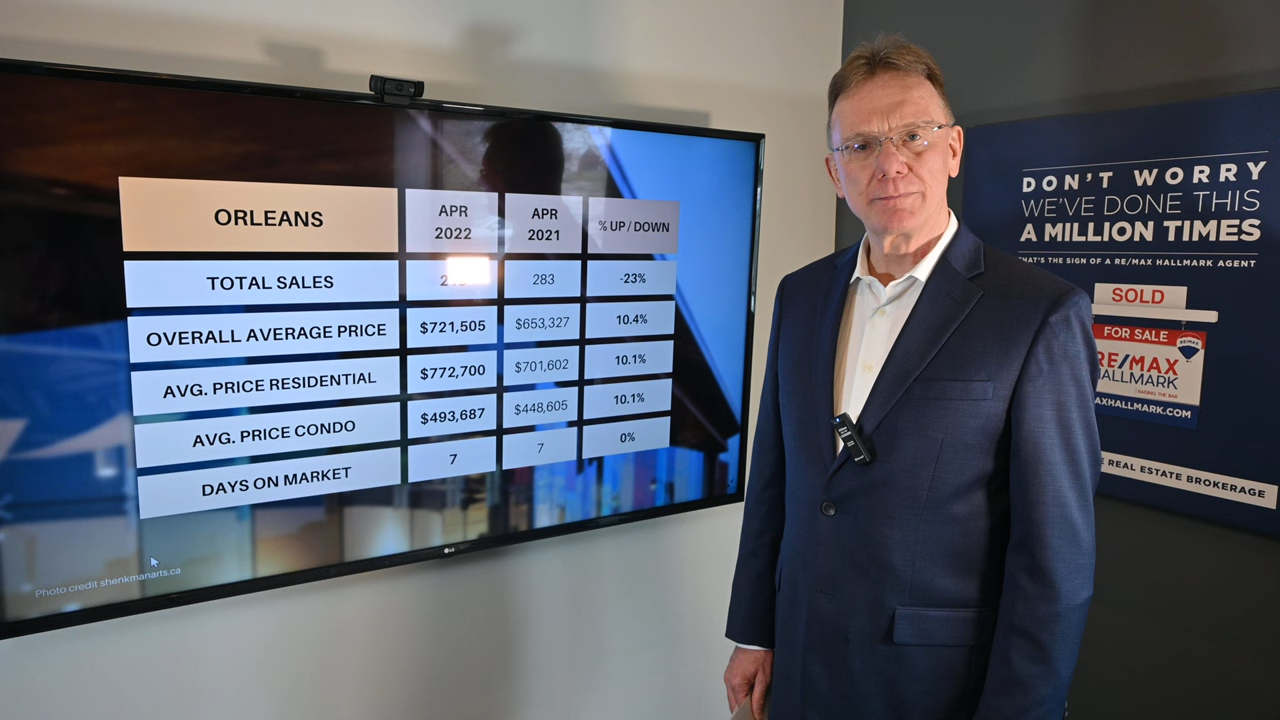 ORLEANS
APR 2022
APR 2021
% UP / DOWN
TOTAL SALES
283
-23%
OVERALL AVERAGE PRICE
$721,505
$653,327
10.4%
AVG. PRICE RESIDENTIAL
$772,700
$701,602
10.1%
AVG. PRICE CONDO
$493,687
$448,605
10.1%
DAYS ON MARKET
7
7
0%
Photo credit shenkmanarts.ca
LG
DON'T WORRY
WE'VE DONE THIS
A MILLION TIMES
THAT'S THE SIGN OF A RE/MAX HALLMARK AGENT
SOLD
FOR SALE
RE/MAX
HALLMARK
RAISING THE BAR
RE/MAX
AXHALLMARK.COM
E REAL ESTATE BROKERAGE